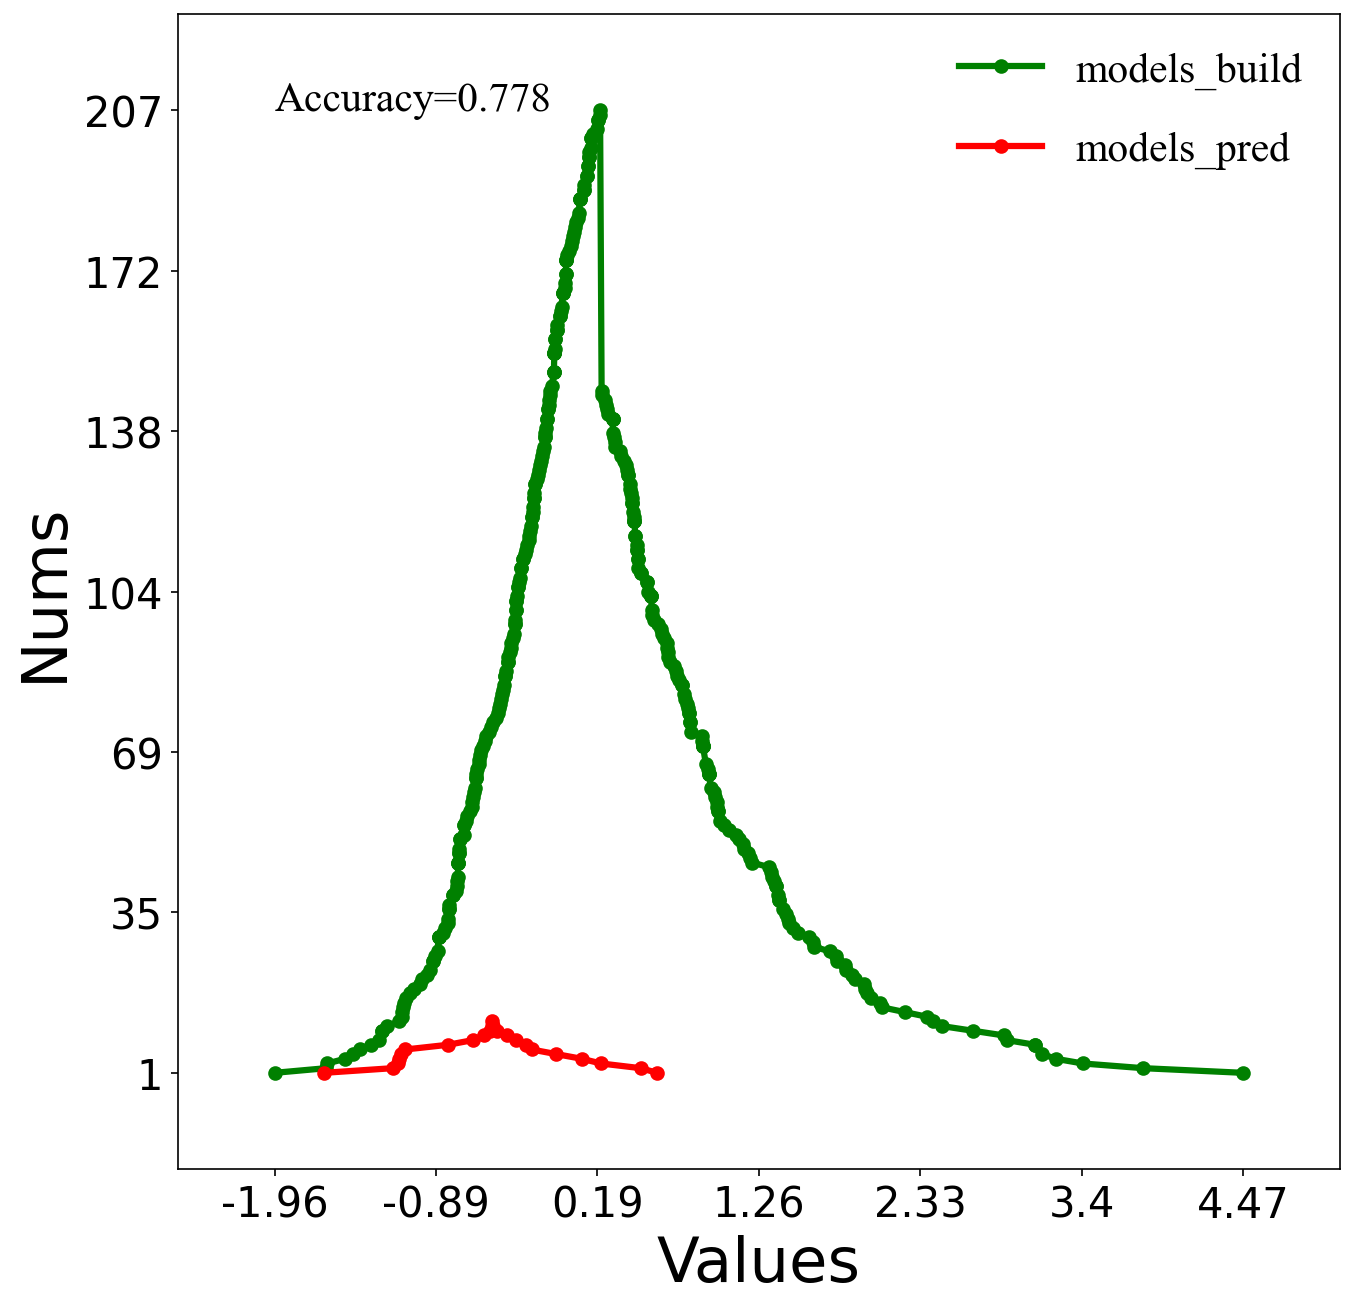 models_build
Accuracy=0.778
models_pred
207
172
138
104
69
35
1
Nums
-1.96 -0.89 0.19 1.26 2.33 3.4 4.47
Values